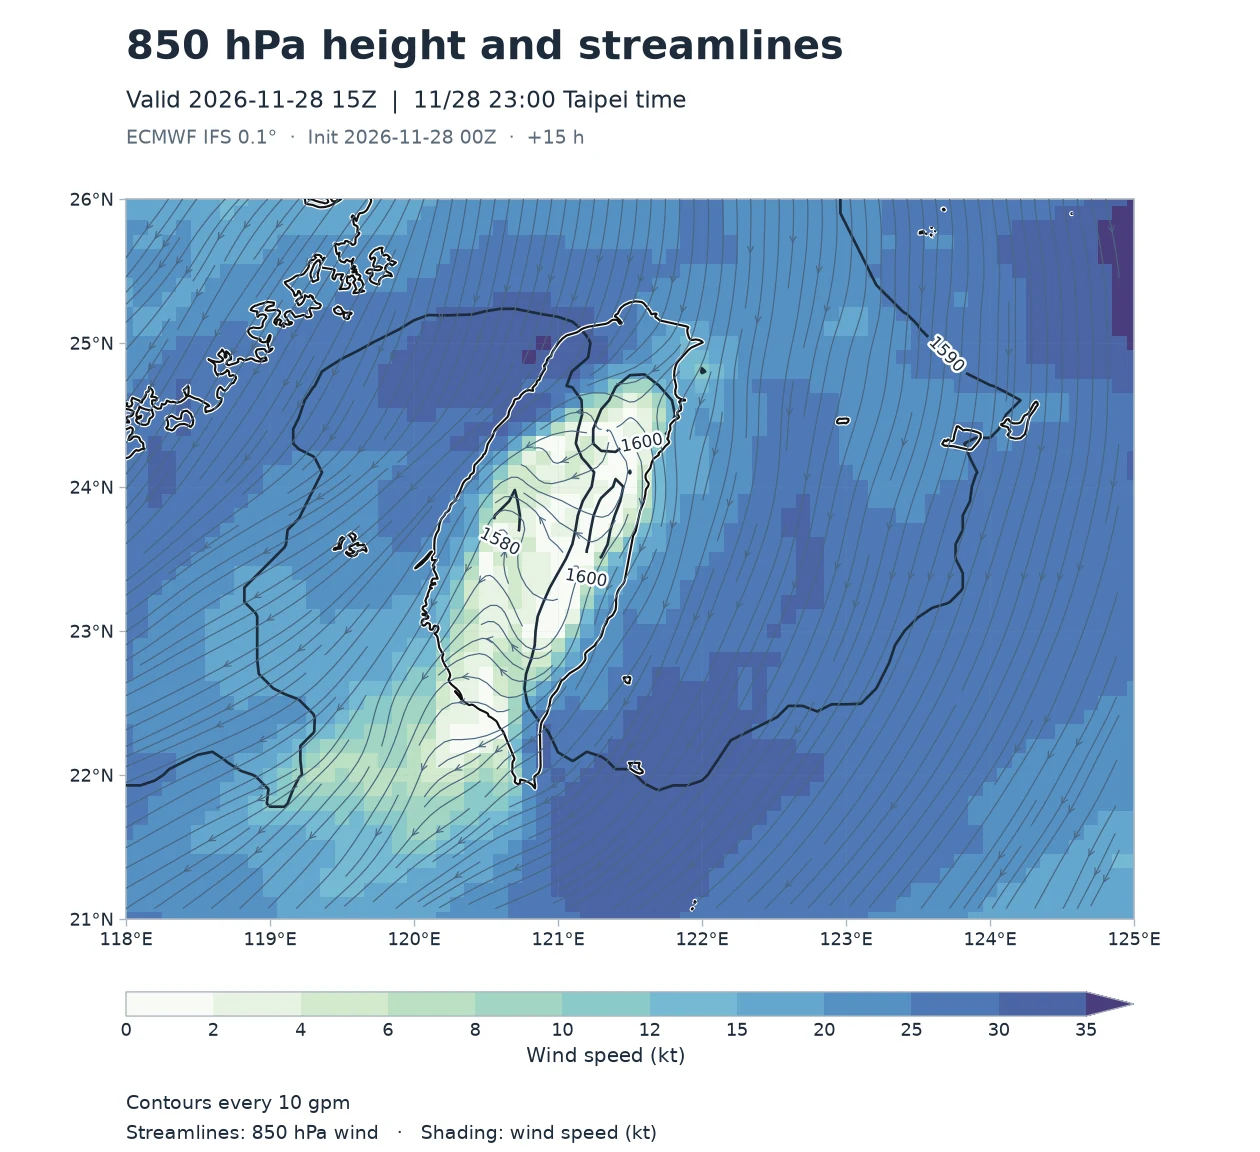 850 hPa height and streamlines
Valid 2026-11-28 15Z | 11/28 23:00 Taipei time
ECMWF IFS 0.1° · Init 2026-11-28 00Z · +15 h
26°N
25°N
24°N
23°N
22°N
21°N
1590
1600
1580
1600
118°E 119°E 120°E 121°E 122°E 123°E 124°E 125°E
0 2 4 6 8 10 12 15 20 25 30 35
Wind speed (kt)
Contours every 10 gpm
Streamlines: 850 hPa wind · Shading: wind speed (kt)